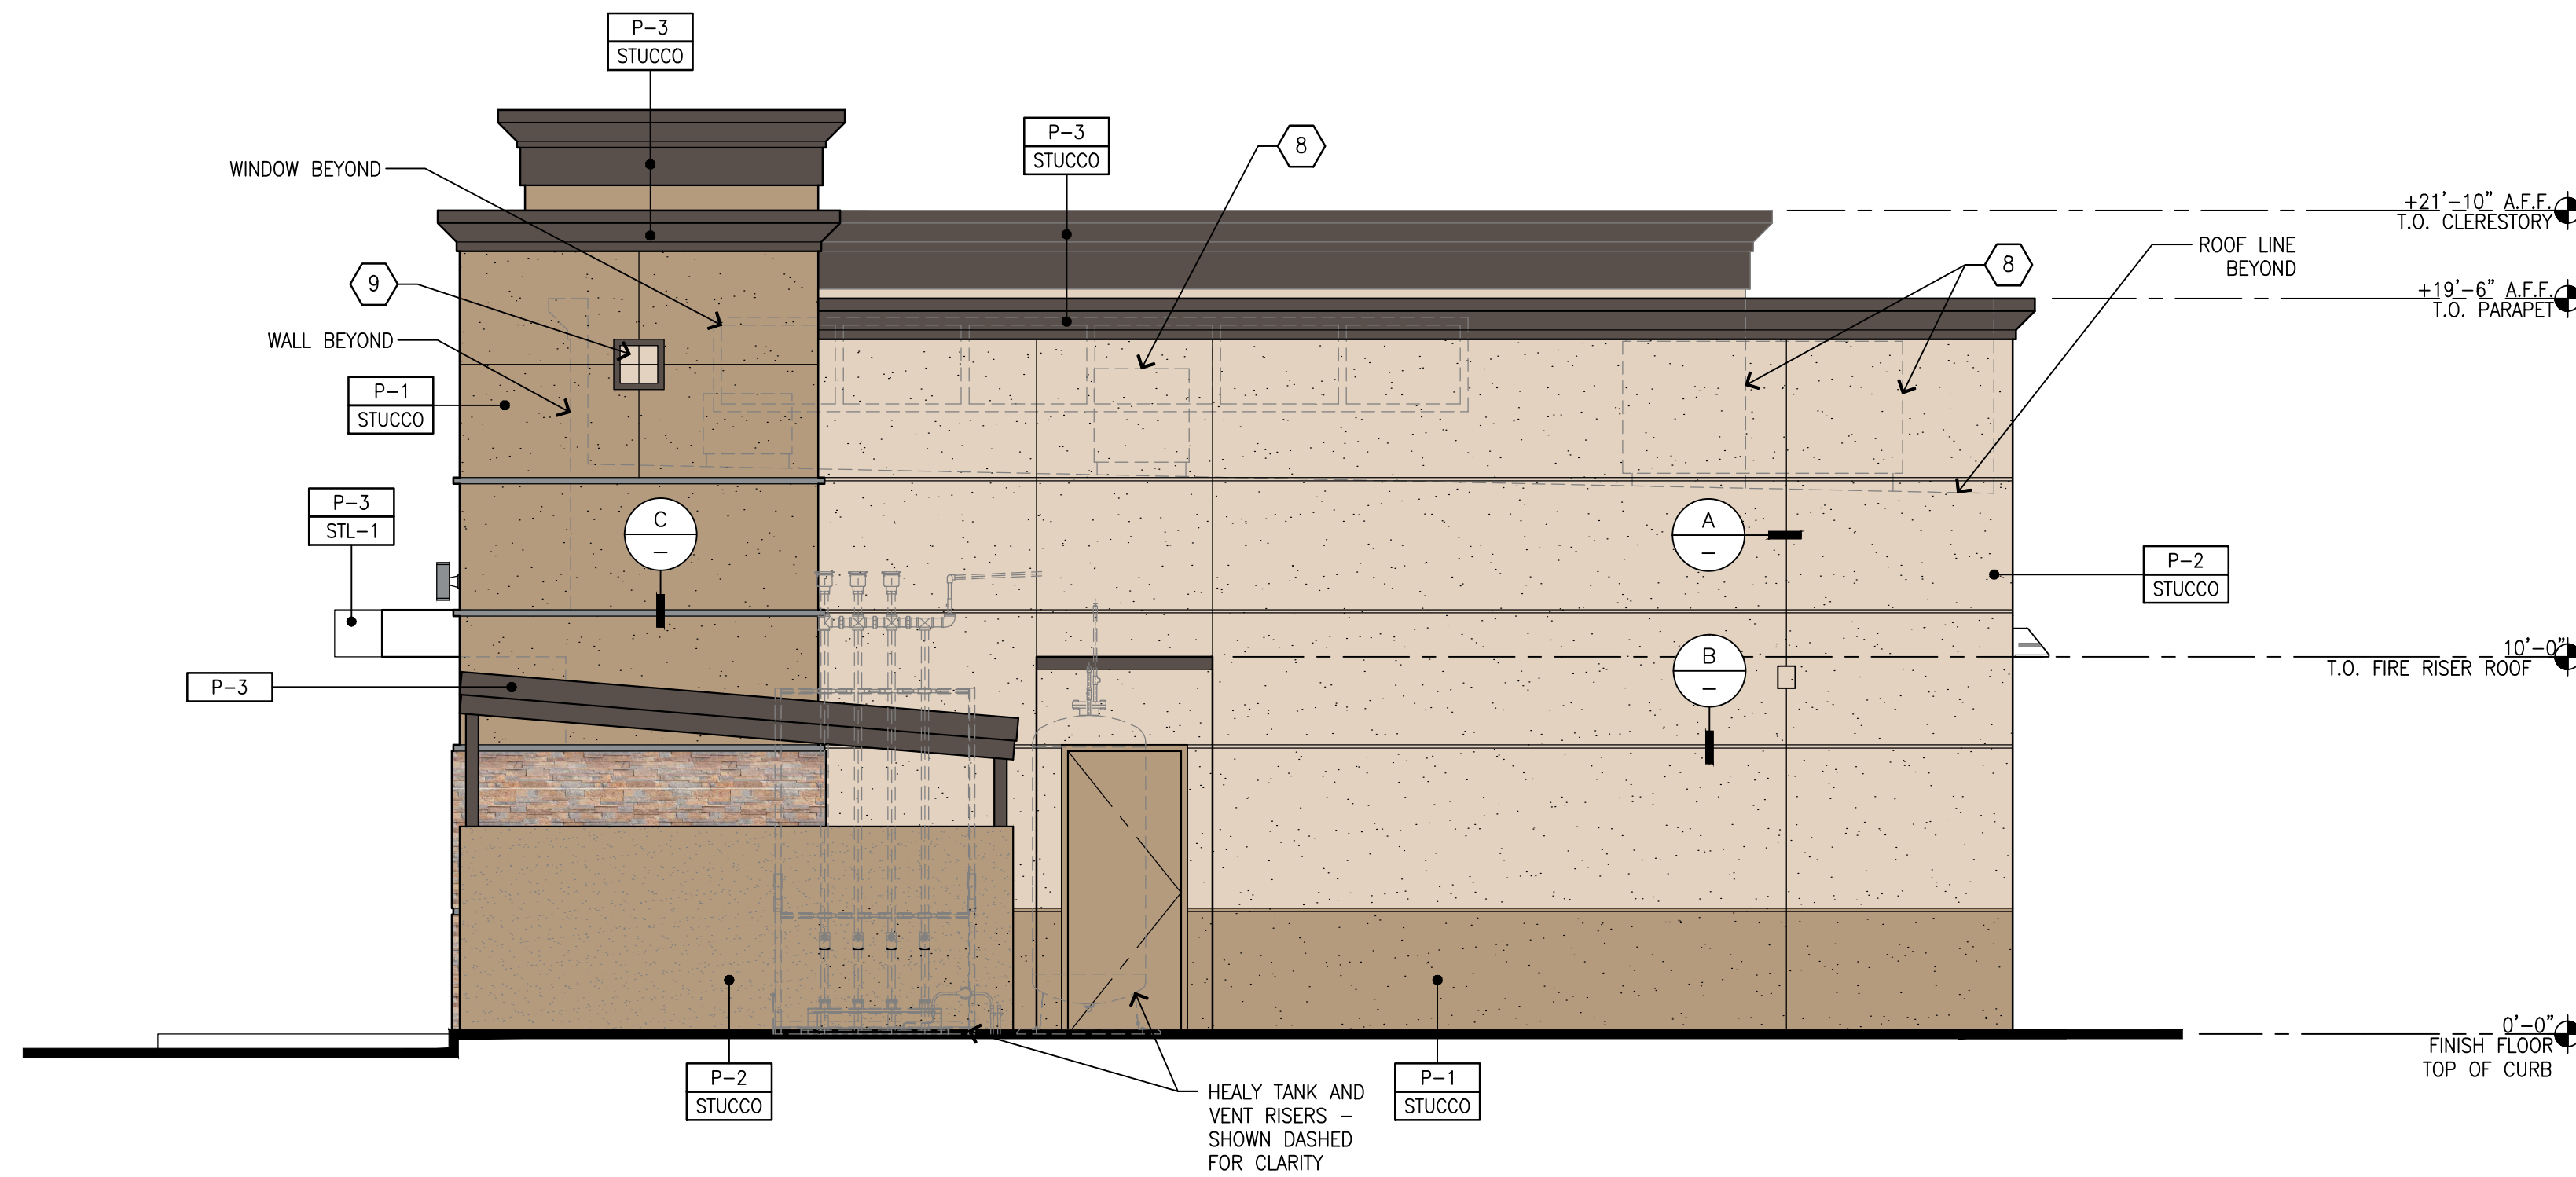 P-3
STUCCO
P-3
STUCCO
8
WINDOW BEYOND
+21'-10" A.F.F.
T.O. CLERESTORY
ROOF LINE
BEYOND
8
9
+19'-6" A.F.F.
T.O. PARAPET
WALL BEYOND
P-1
STUCCO
P-3
STL-1
C
-
A
-
P-2
STUCCO
B
-
10'-0"
T.O. FIRE RISER ROOF
P-3
0'-0"
FINISH FLOOR
TOP OF CURB
P-2
STUCCO
HEALY TANK AND
VENT RISERS -
SHOWN DASHED
FOR CLARITY
P-1
STUCCO